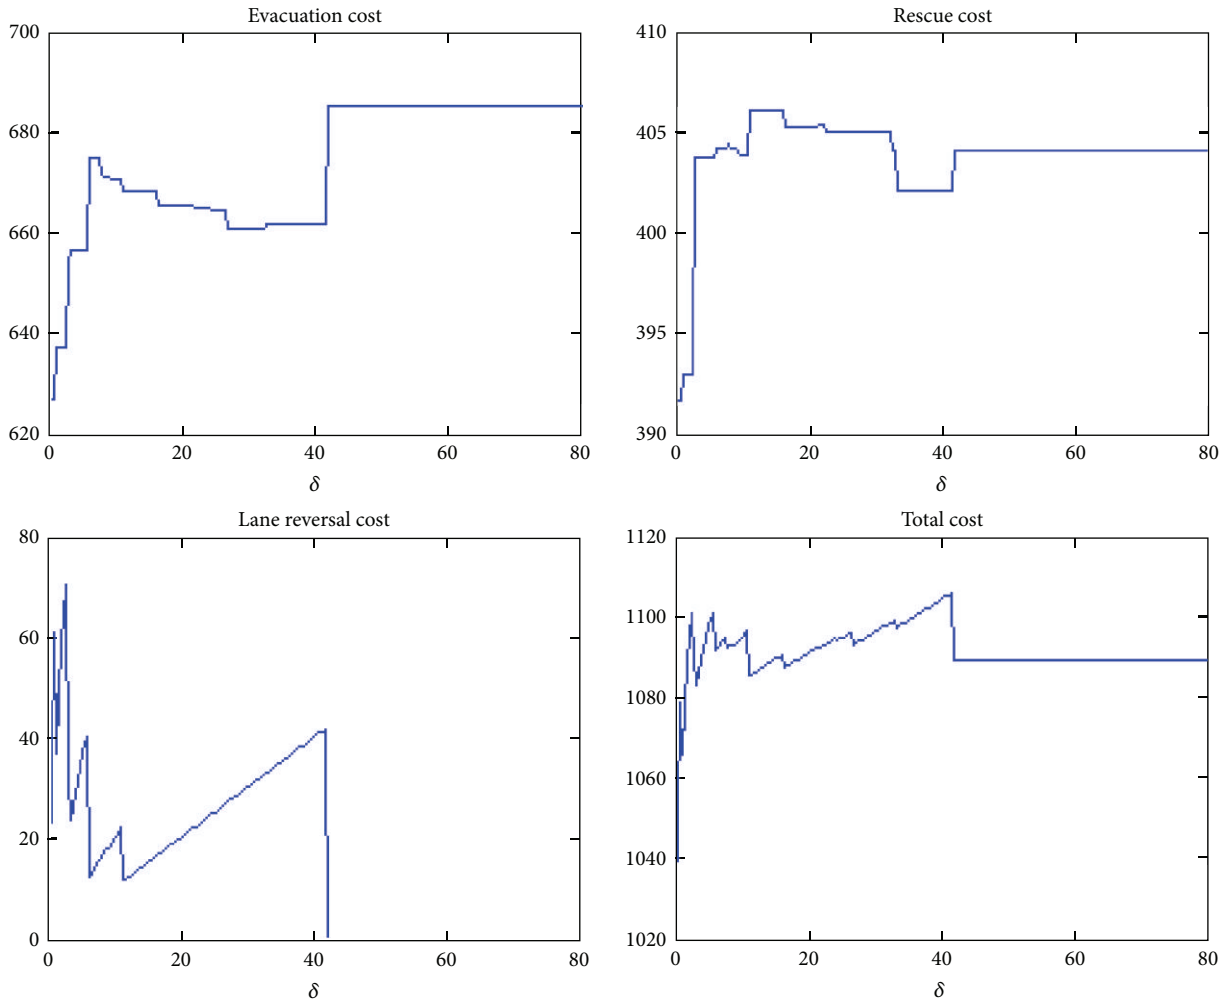 Evacuation cost
700
680
660
640
620
0 20 40 60 80
δ
Rescue cost
410
405
400
395
390
0 20 40 60 80
δ
Lane reversal cost
80
60
40
20
0
0 20 40 60 80
δ
Total cost
1120
1100
1080
1060
1040
1020
0 20 40 60 80
δ